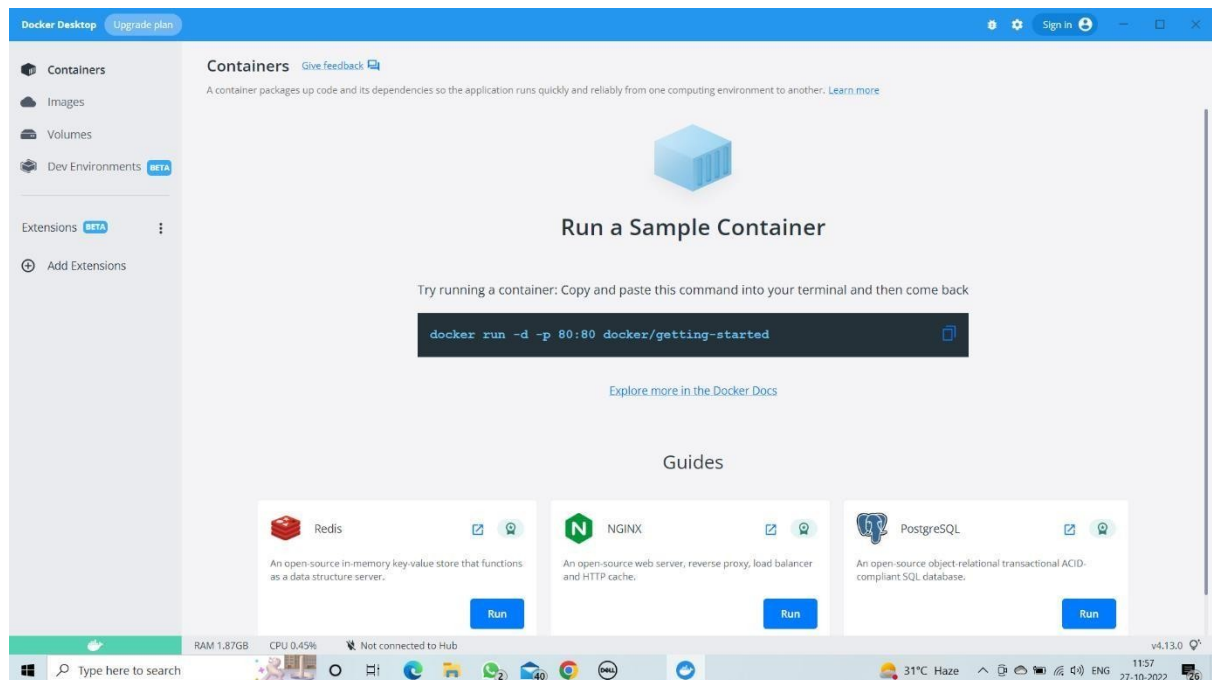 Docker Desktop Upgrade plan Sign in
Containers
Images
Volumes
Dev Environments BETA
Extensions BETA
Add Extensions
Containers Give feedback
A container packages up code and its dependencies so the application runs quickly and reliably from one computing environment to another. Learn more
Run a Sample Container
Try running a container: Copy and paste this command into your terminal and then come back
docker run -d -p 80:80 docker/getting-started
Explore more in the Docker Docs
Guides
Redis
An open-source in-memory key-value store that functions
as a data structure server.
Run
NGINX
An open-source web server, reverse proxy, load balancer
and HTTP cache.
Run
PostgreSQL
An open-source object-relational transactional ACID-
compliant SQL database.
Run
RAM 1.87GB CPU 0.45% Not connected to Hub v4.13.0
Type here to search 2 40 DELL 31°C Haze ENG 11:57
27-10-2022 26